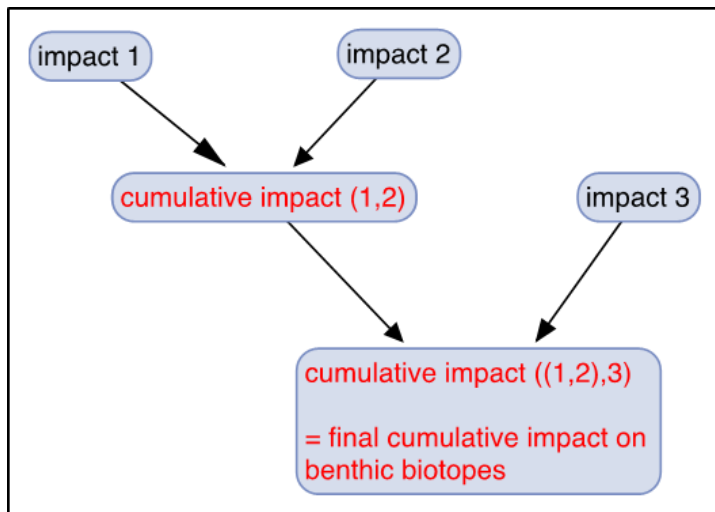 impact 1
impact 2
cumulative impact (1,2)
impact 3
cumulative impact ((1,2),3)
= final cumulative impact on
benthic biotopes